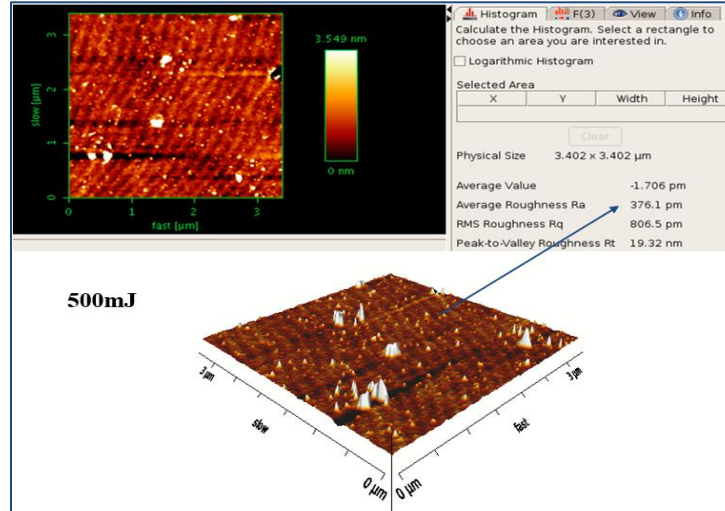 3.549 nm
0 nm
slow [µm]
3
2
1
0
0 1 2 3
fast [µm]
Histogram F(3) View Info
Calculate the Histogram. Select a rectangle to
choose an area you are interested in.
Logarithmic Histogram
Selected Area
X Y Width Height
Clear
Physical Size 3.402 x 3.402 µm
Average Value -1.706 pm
Average Roughness Ra 376.1 pm
RMS Roughness Rq 806.5 pm
Peak-to-Valley Roughness Rt 19.32 nm
500mJ
3 µm
slow
0 µm
0 µm
fast
3 µm